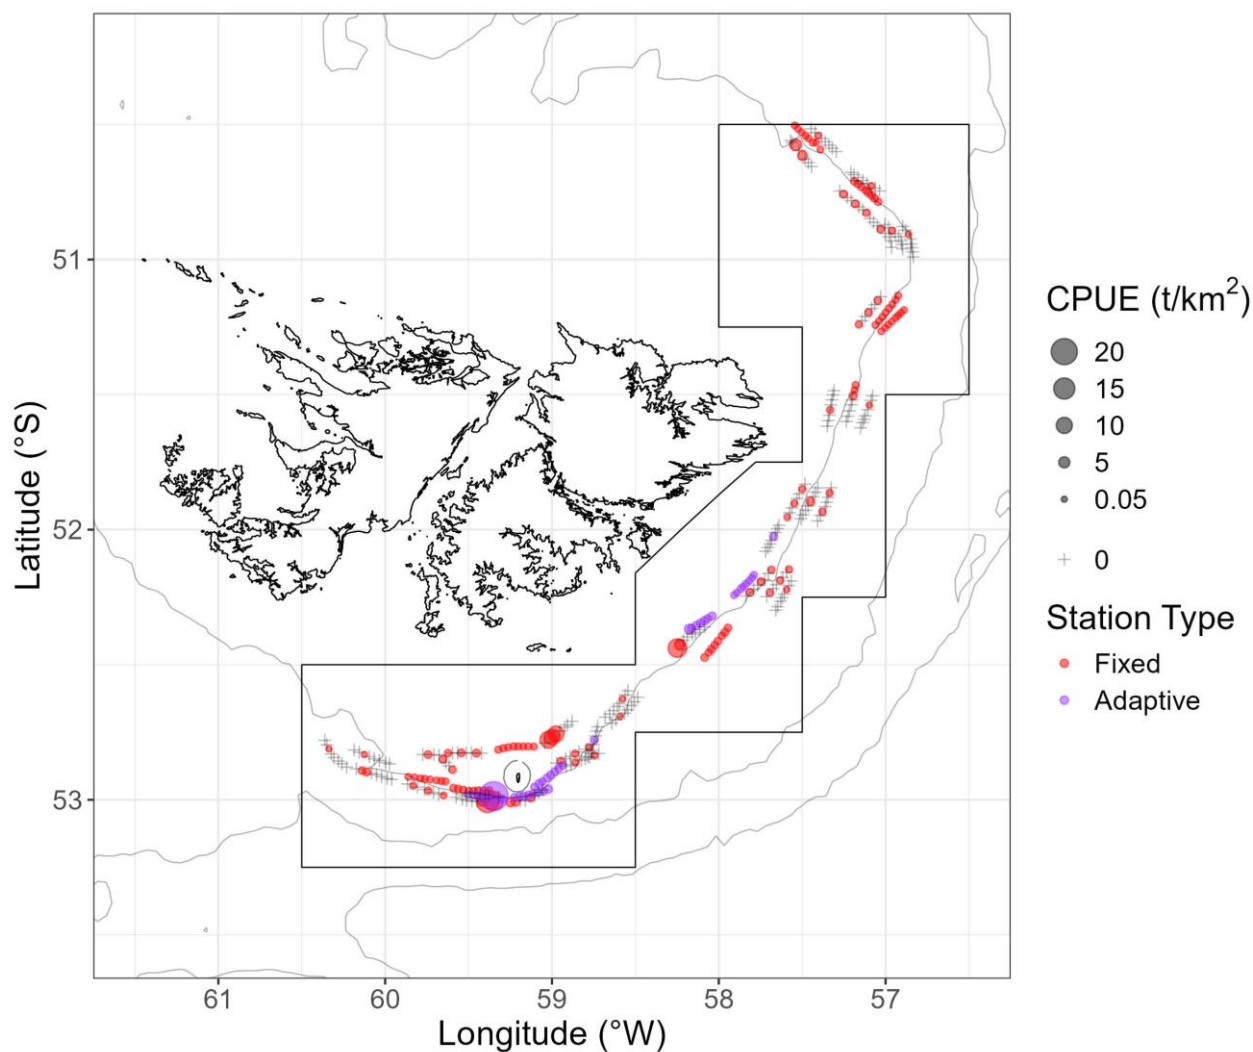 51
52
53
Latitude (°S)
61
60
59
58
57
Longitude (°W)
CPUE (t/km²)
20
15
10
5
0.05
0
Station Type
Fixed
Adaptive